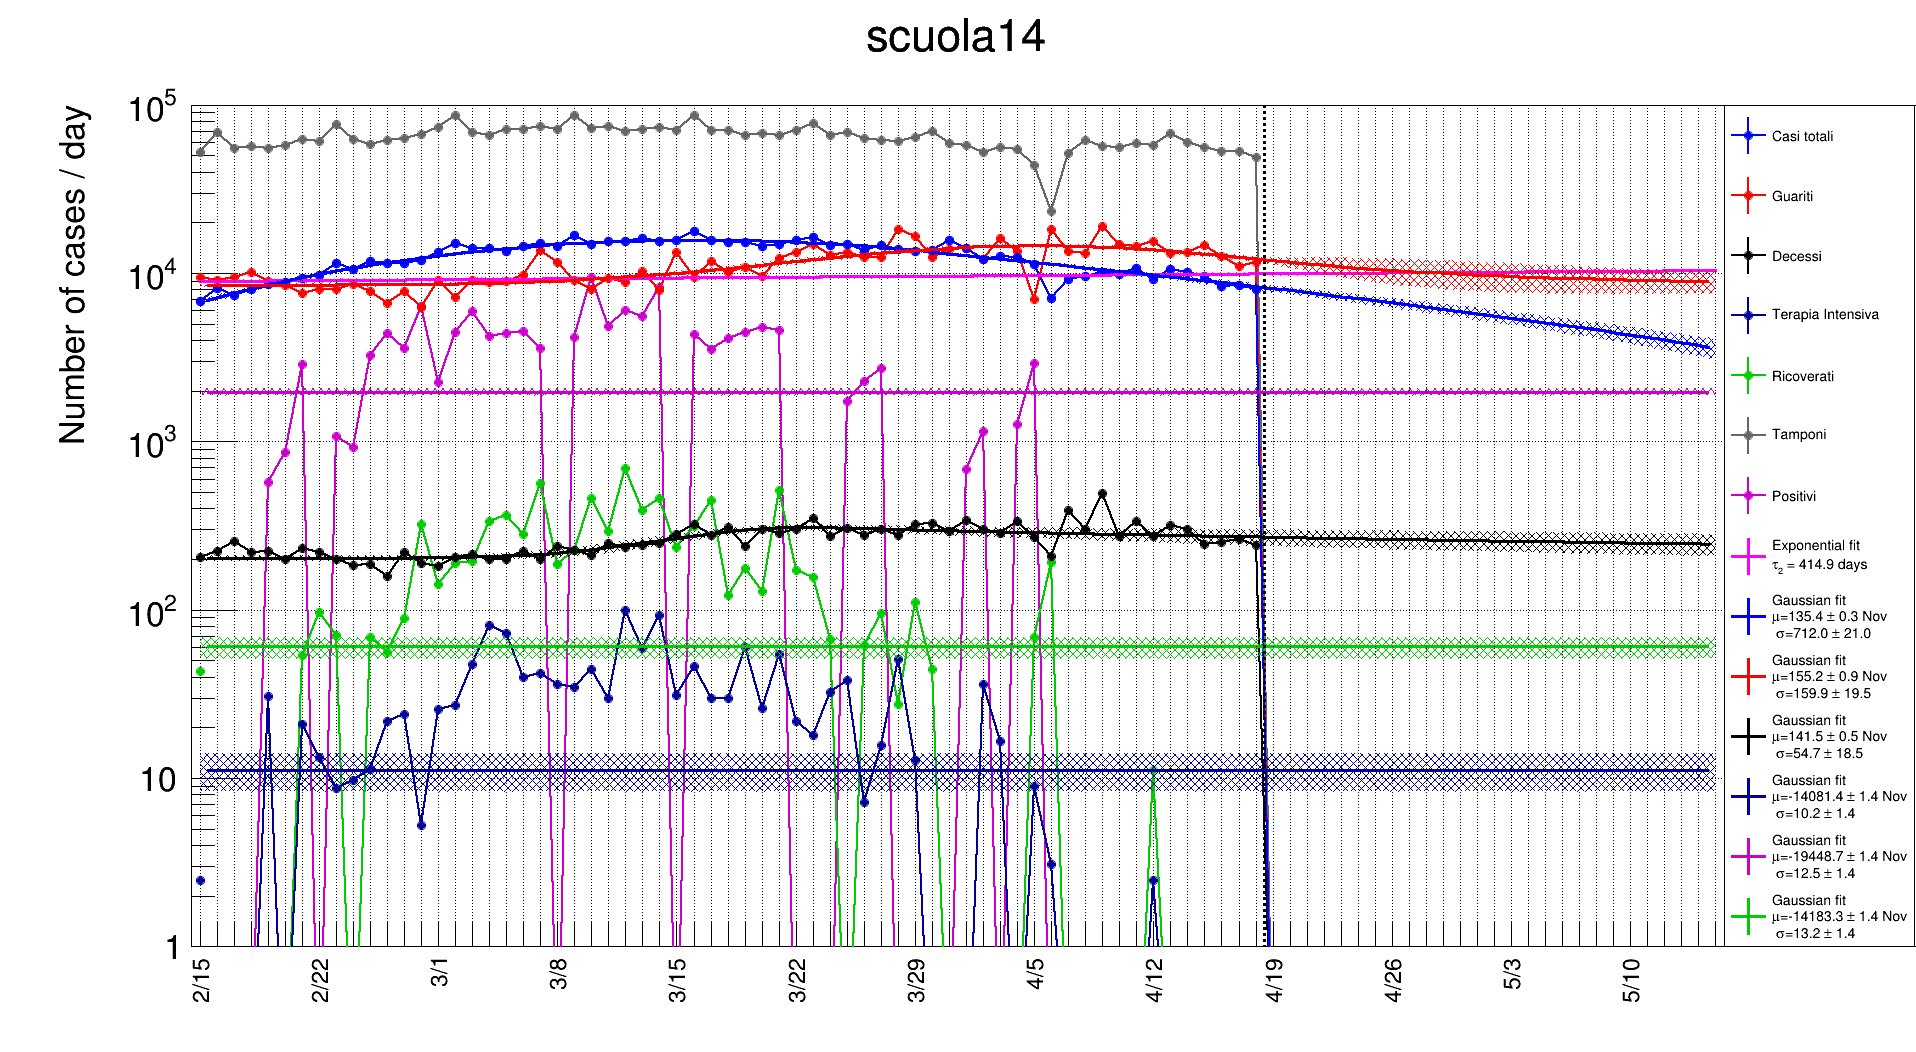 scuola14
Number of cases / day
10^5
10^4
10^3
10^2
10
1
2/15
2/22
3/1
3/8
3/15
3/22
3/29
4/5
4/12
4/19
4/26
5/3
5/10
Casi totali
Guariti
Decessi
Terapia Intensiva
Ricoverati
Tamponi
Positivi
Exponential fit
τ_2 = 414.9 days
Gaussian fit
μ=135.4 ± 0.3 Nov
σ=712.0 ± 21.0
Gaussian fit
μ=155.2 ± 0.9 Nov
σ=159.9 ± 19.5
Gaussian fit
μ=141.5 ± 0.5 Nov
σ=54.7 ± 18.5
Gaussian fit
μ=-14081.4 ± 1.4 Nov
σ=10.2 ± 1.4
Gaussian fit
μ=-19448.7 ± 1.4 Nov
σ=12.5 ± 1.4
Gaussian fit
μ=-14183.3 ± 1.4 Nov
σ=13.2 ± 1.4